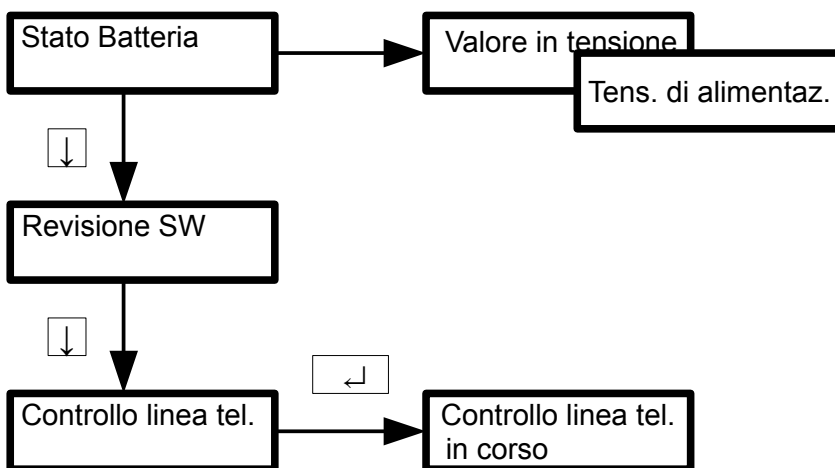 Stato Batteria
Valore in tensione
Tens. di alimentaz.
↓
Revisione SW
↓
↵
Controllo linea tel.
Controllo linea tel.
in corso